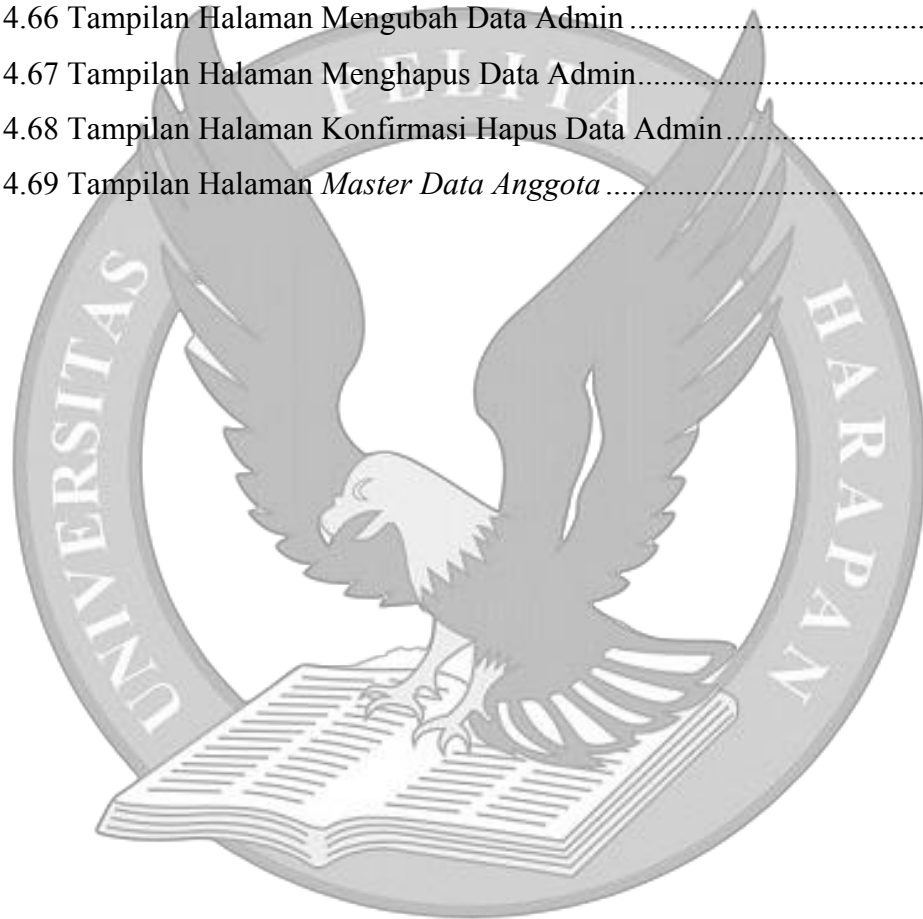 4.66 Tampilan Halaman Mengubah Data Admin ........................
4.67 Tampilan Halaman Menghapus Data Admin........................
4.68 Tampilan Halaman Konfirmasi Hapus Data Admin................
4.69 Tampilan Halaman Master Data Anggota ..........................
UNIVERSITAS PELITA HARAPAN